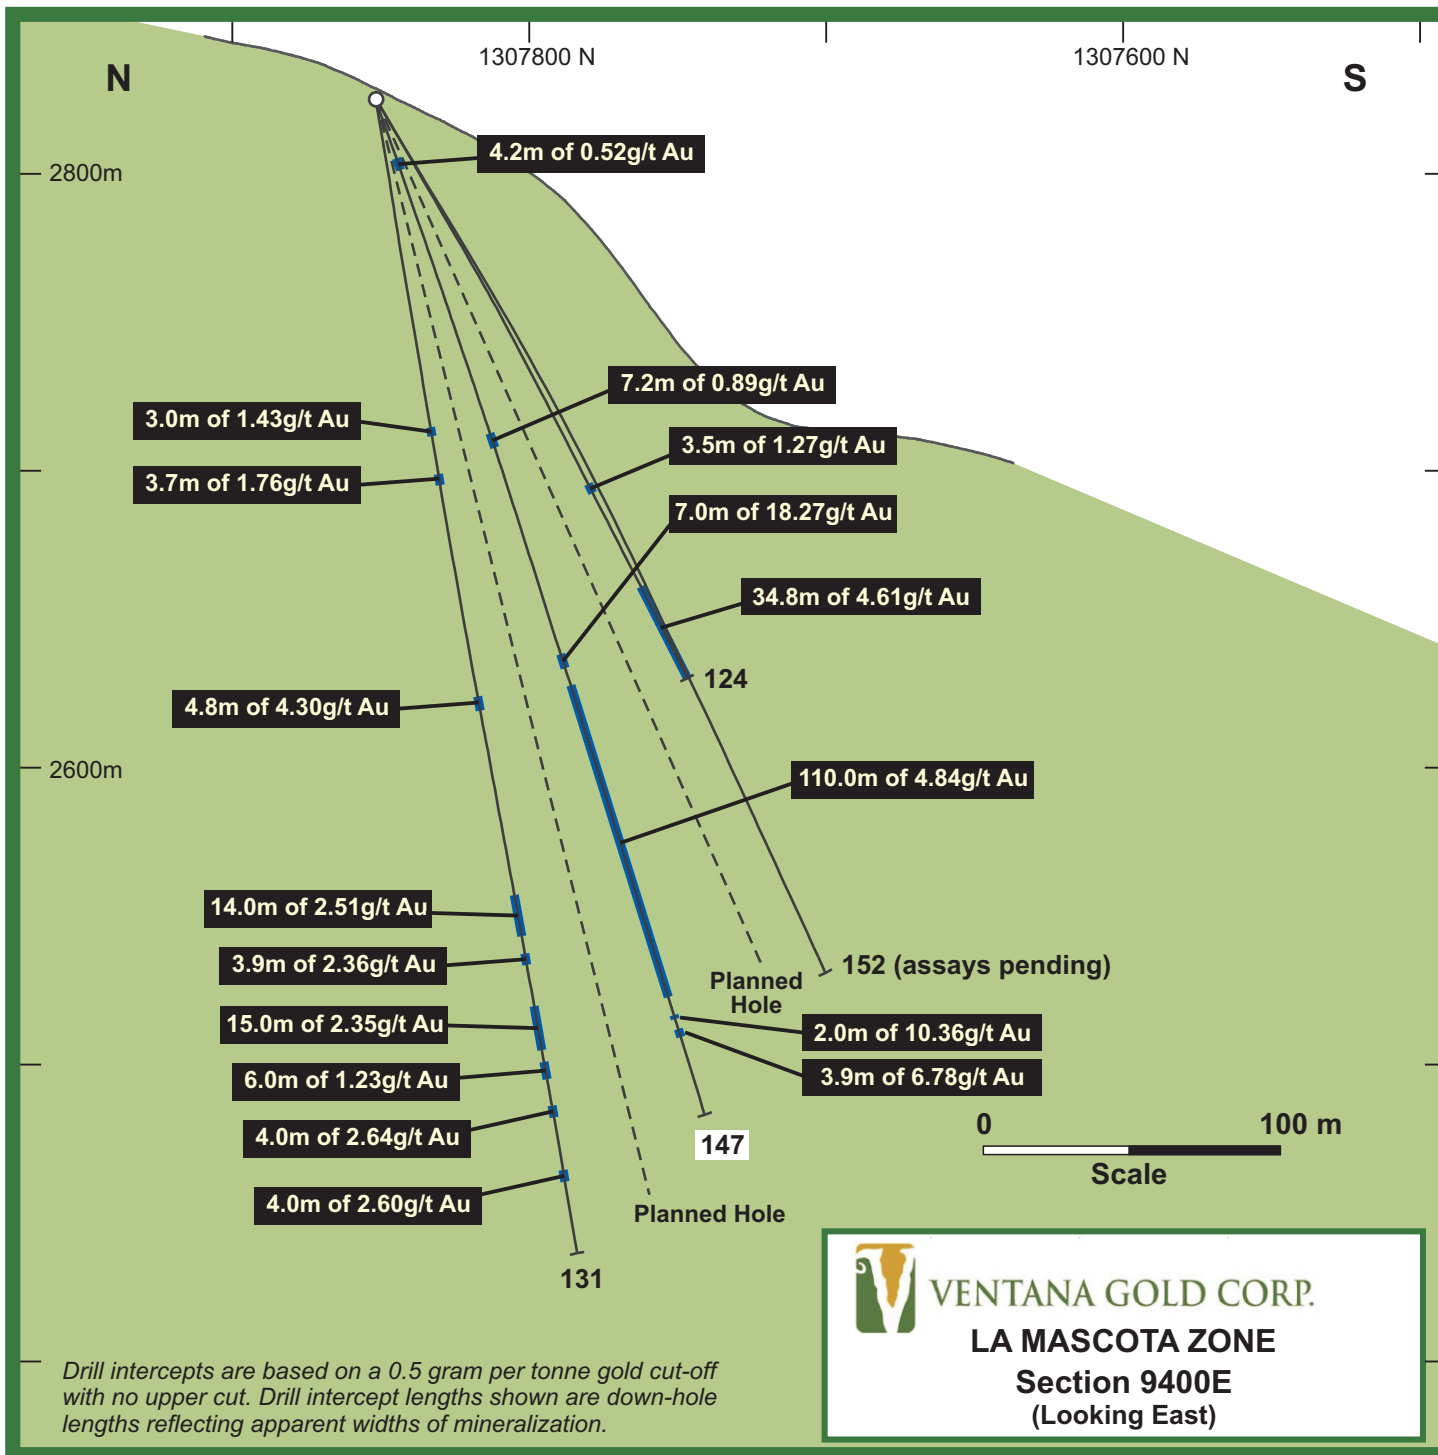 1307800 N
1307600 N
N
S
2800m
4.2m of 0.52g/t Au
7.2m of 0.89g/t Au
3.0m of 1.43g/t Au
3.5m of 1.27g/t Au
3.7m of 1.76g/t Au
7.0m of 18.27g/t Au
34.8m of 4.61g/t Au
124
4.8m of 4.30g/t Au
2600m
110.0m of 4.84g/t Au
14.0m of 2.51g/t Au
3.9m of 2.36g/t Au
152 (assays pending)
Planned
Hole
15.0m of 2.35g/t Au
2.0m of 10.36g/t Au
6.0m of 1.23g/t Au
3.9m of 6.78g/t Au
4.0m of 2.64g/t Au
147
0
100 m
Scale
4.0m of 2.60g/t Au
Planned Hole
131
VENTANA GOLD CORP.
LA MASCOTA ZONE
Section 9400E
(Looking East)
Drill intercepts are based on a 0.5 gram per tonne gold cut-off
with no upper cut. Drill intercept lengths shown are down-hole
lengths reflecting apparent widths of mineralization.